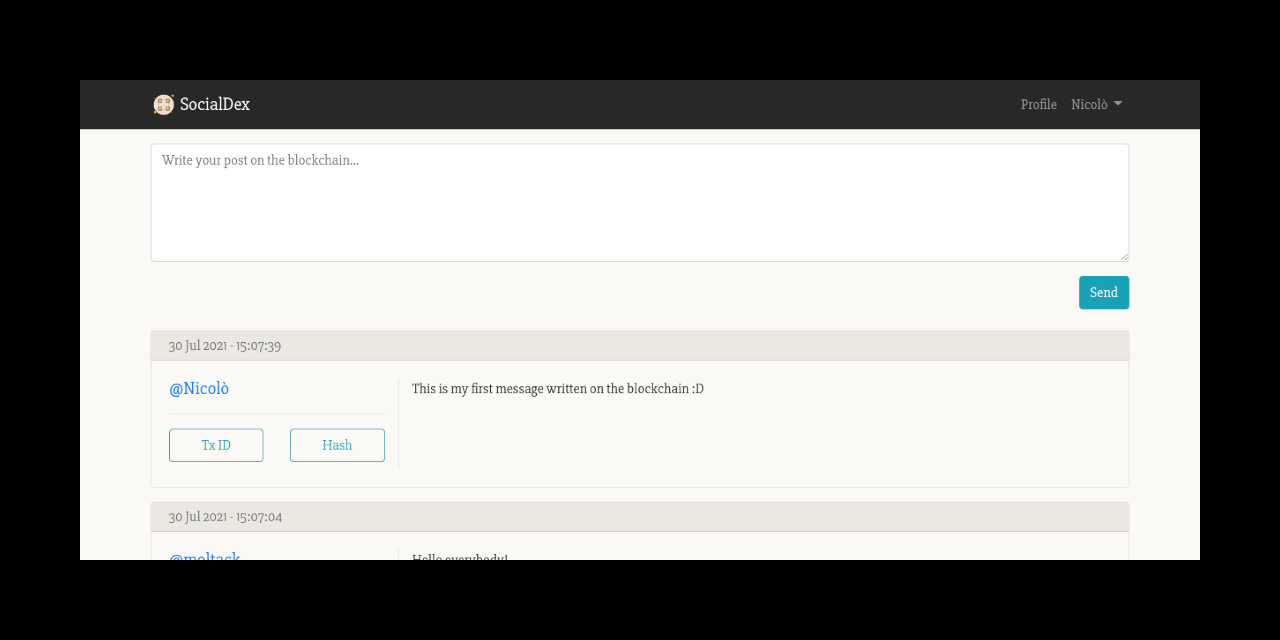 SocialDex
Profile
Nicolò
Write your post on the blockchain...
Send
30 Jul 2021 - 15:07:39
@Nicolò
This is my first message written on the blockchain :D
Tx ID
Hash
30 Jul 2021 - 15:07:04
@moltack
Hello everybody!